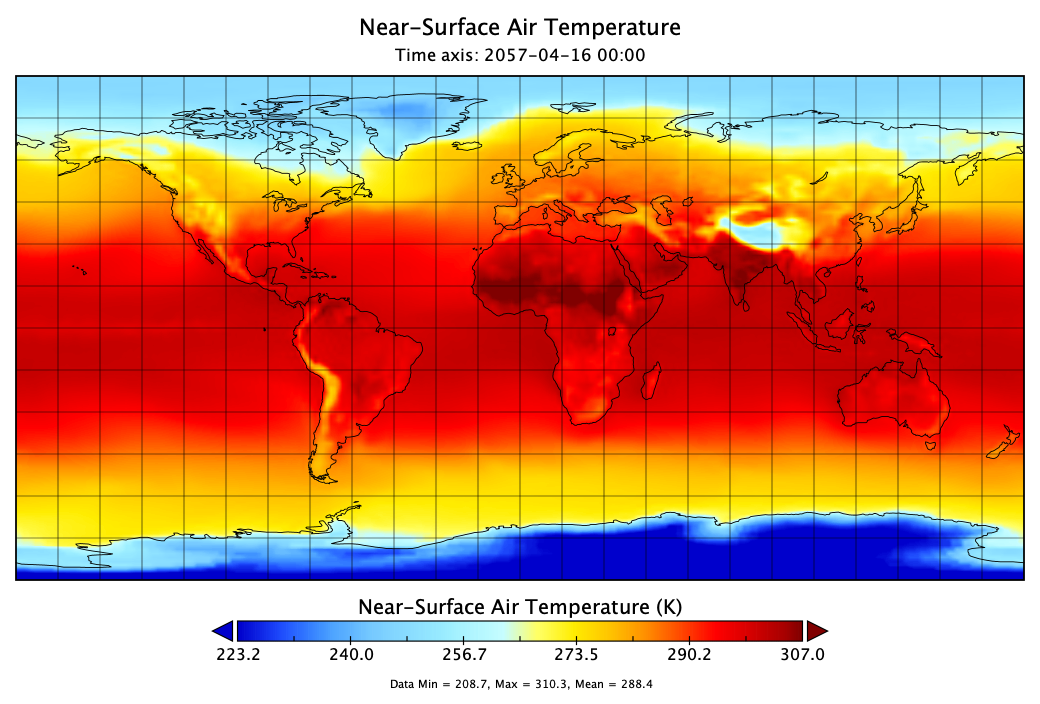 Near-Surface Air Temperature
Time axis: 2057-04-16 00:00
Near-Surface Air Temperature (K)
223.2 240.0 256.7 273.5 290.2 307.0
Data Min = 208.7, Max = 310.3, Mean = 288.4